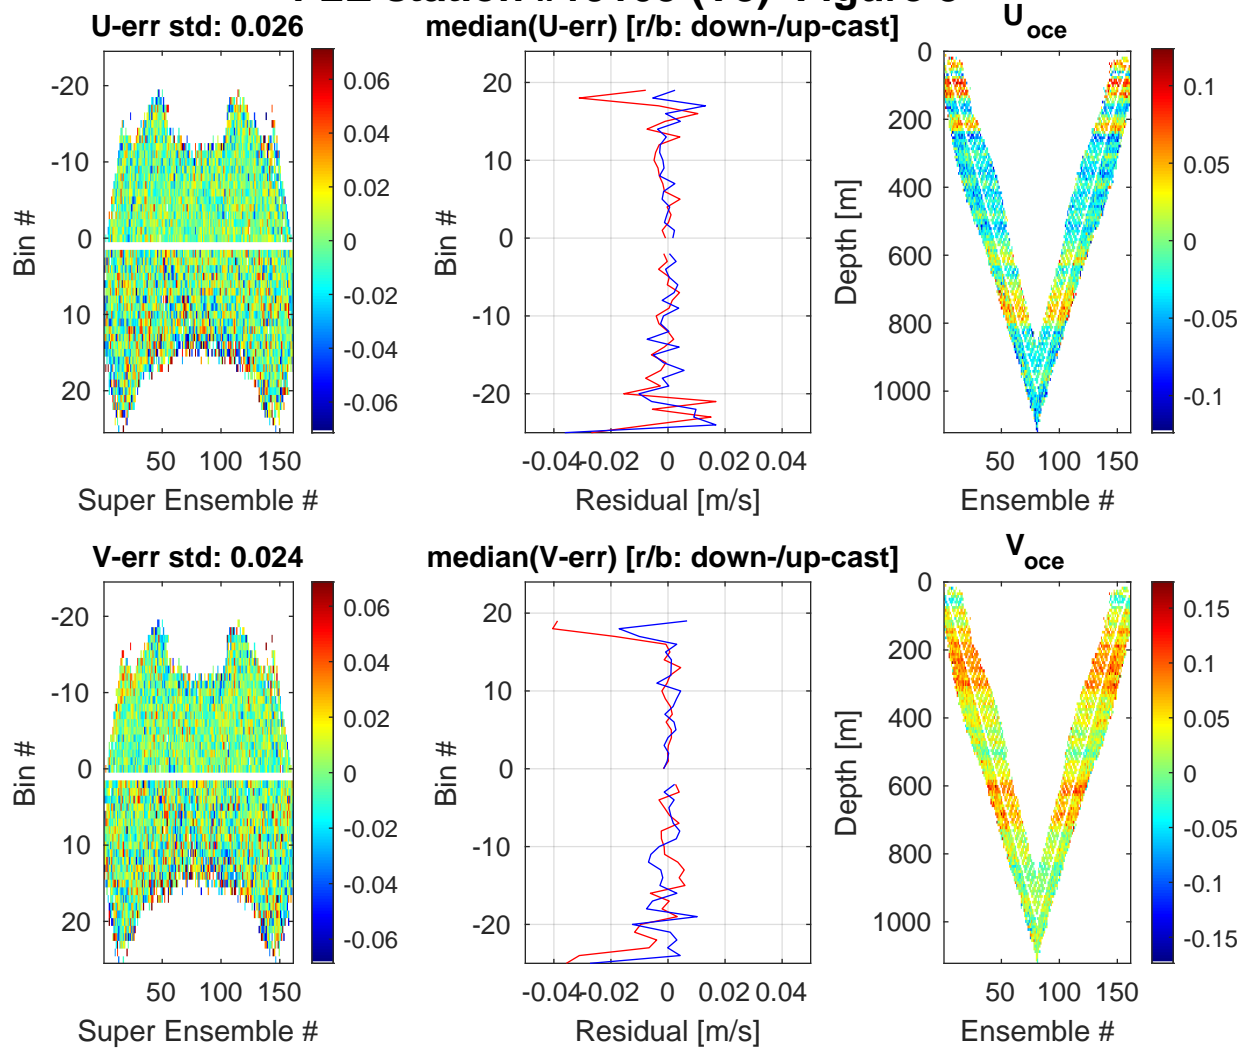 U-err std: 0.026
-20
-10
0
10
20
50 100 150
Super Ensemble #
Bin #
0.06
0.04
0.02
0
-0.02
-0.04
-0.06
median(U-err) [r/b: down-/up-cast]
20
10
0
-10
-20
-0.04 -0.02 0 0.02 0.04
Residual [m/s]
Bin #
U_oce
0
200
400
600
800
1000
50 100 150
Ensemble #
Depth [m]
0.1
0.05
0
-0.05
-0.1
V-err std: 0.024
-20
-10
0
10
20
50 100 150
Super Ensemble #
Bin #
0.06
0.04
0.02
0
-0.02
-0.04
-0.06
median(V-err) [r/b: down-/up-cast]
20
10
0
-10
-20
-0.04 -0.02 0 0.02 0.04
Residual [m/s]
Bin #
V_oce
0
200
400
600
800
1000
50 100 150
Ensemble #
Depth [m]
0.15
0.1
0.05
0
-0.05
-0.1
-0.15